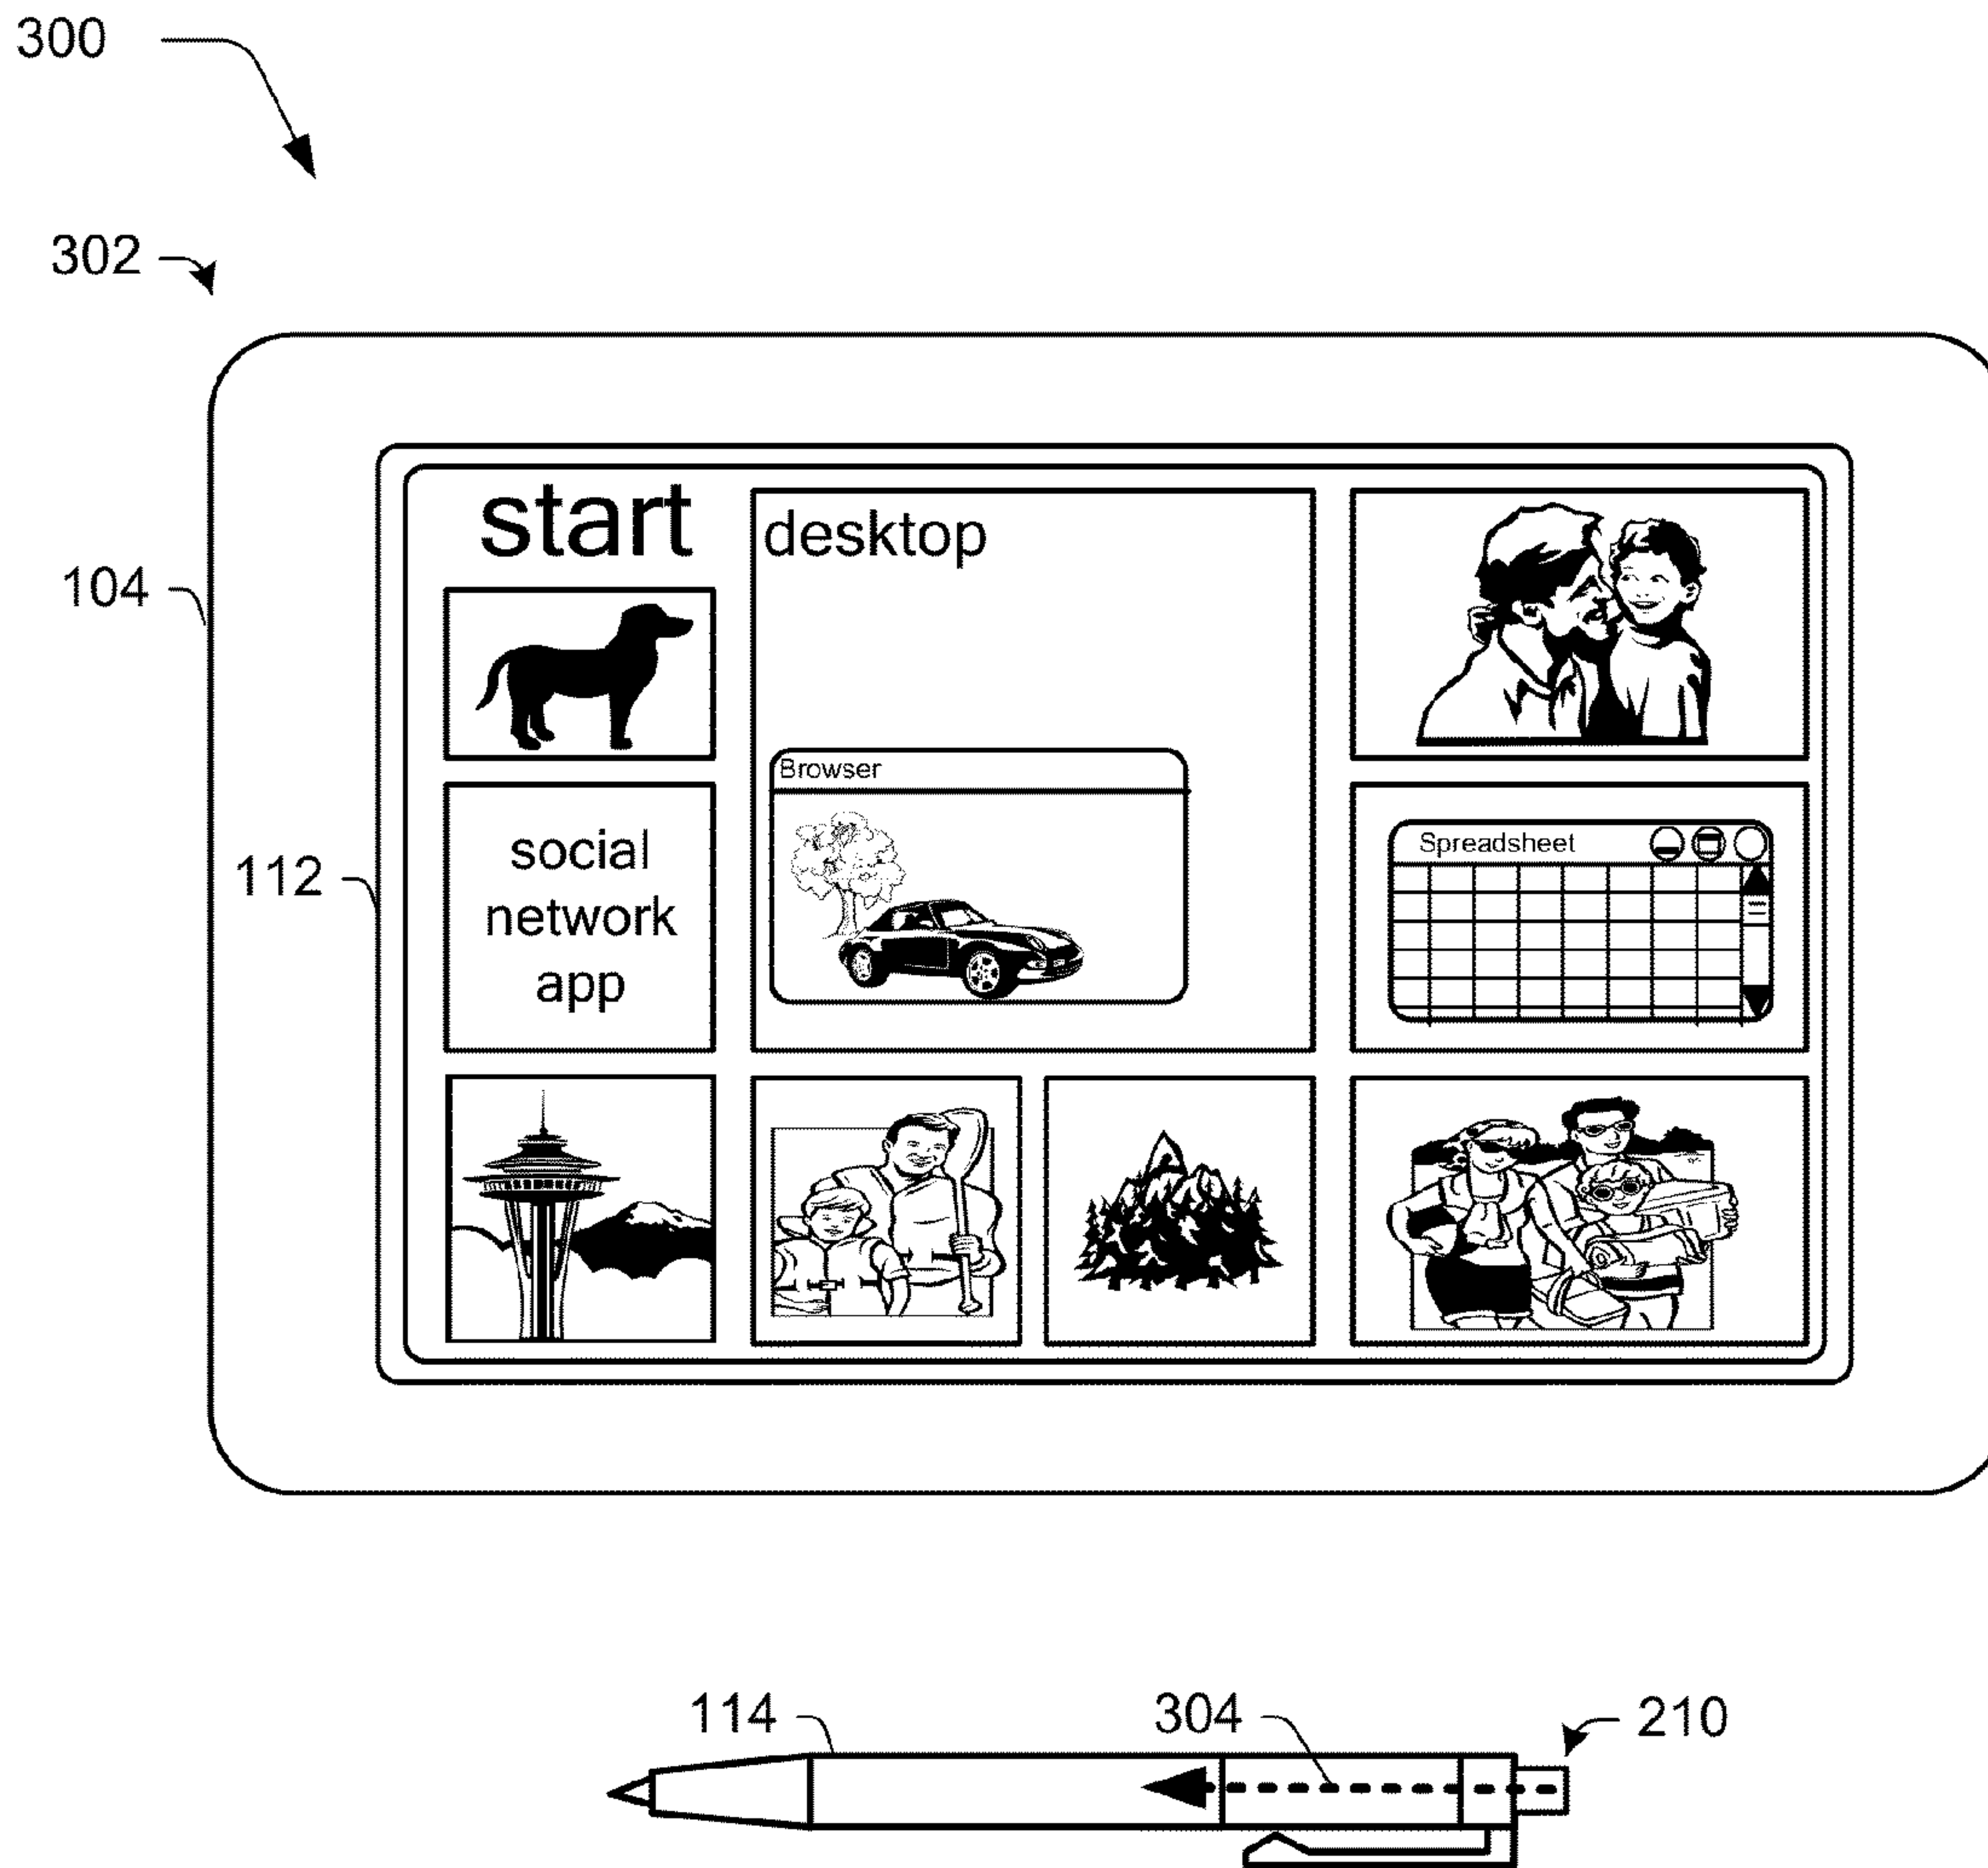 300
302
104
112
start
desktop
Browser
social
network
app
Spreadsheet
114
304
210